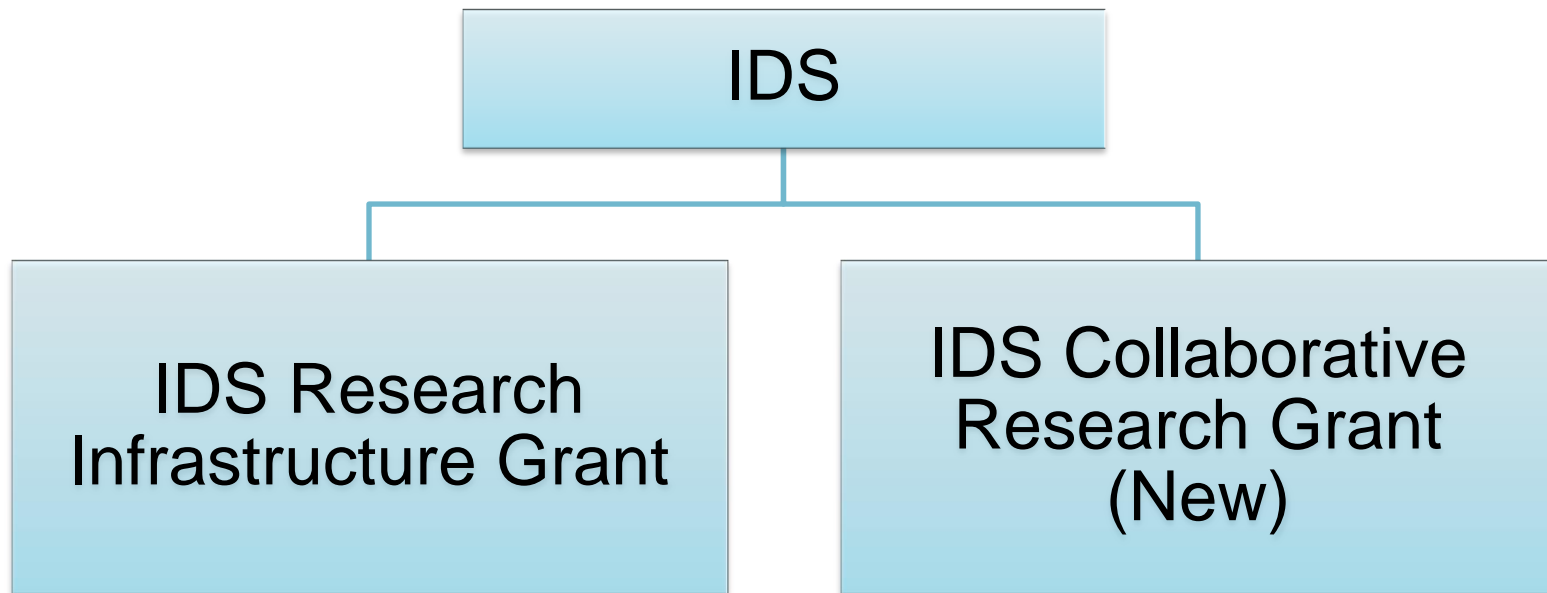 IDS
IDS Research
Infrastructure Grant
IDS Collaborative
Research Grant
(New)